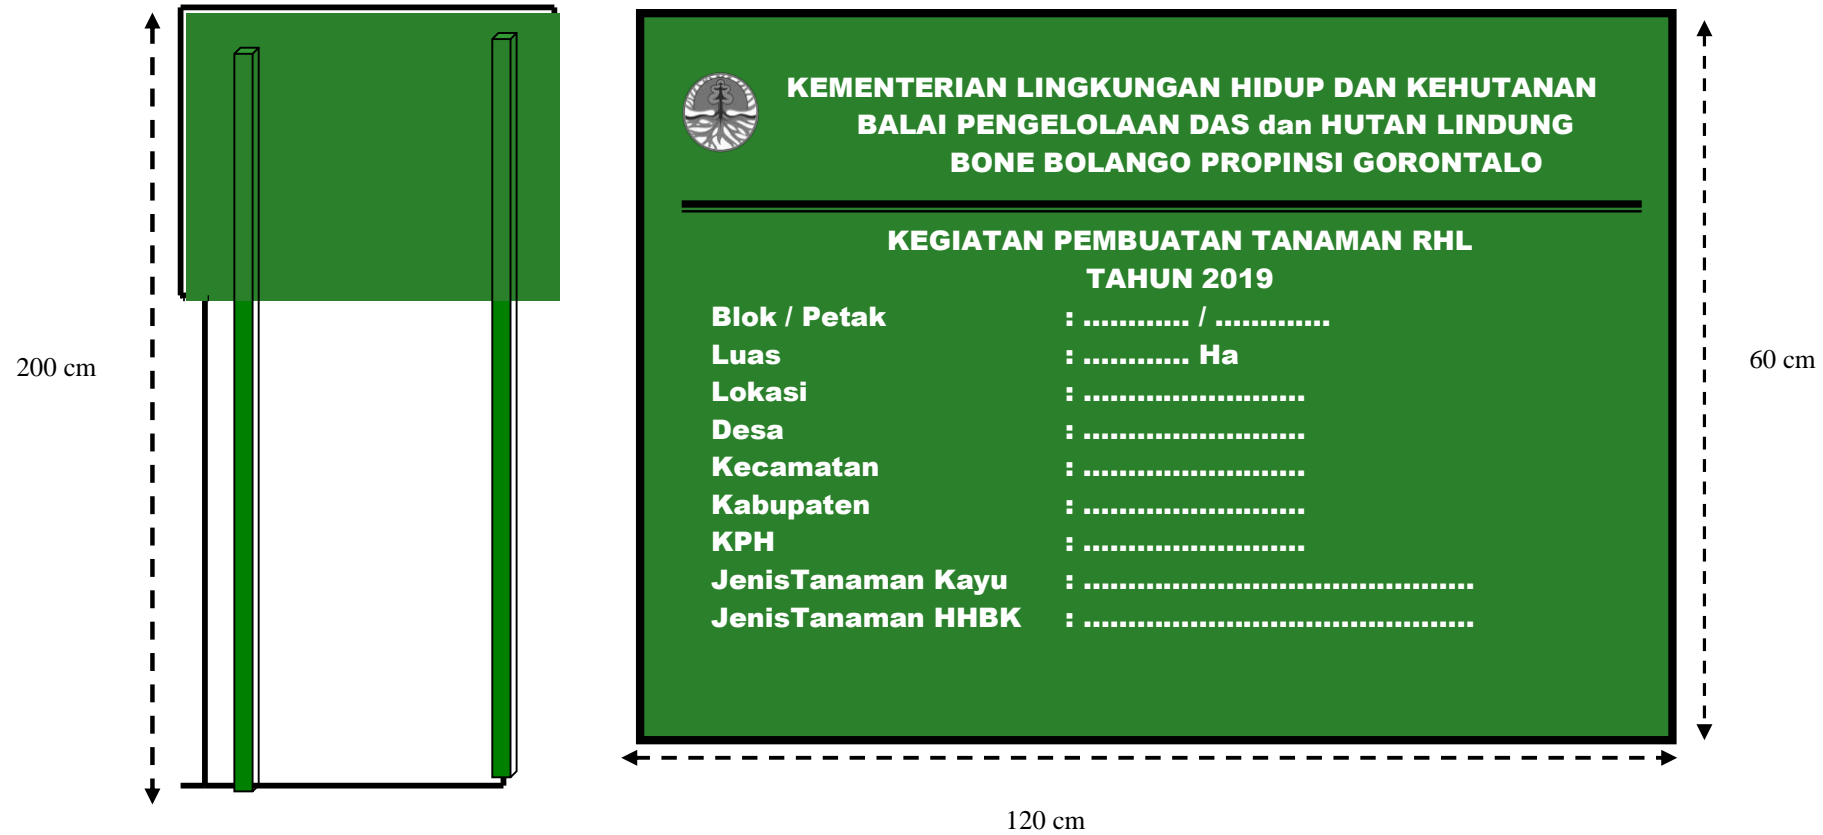 200 cm
KEMENTERIAN LINGKUNGAN HIDUP DAN KEHUTANAN
BALAI PENGELOLAAN DAS dan HUTAN LINDUNG
BONE BOLANGO PROPINSI GORONTALO
KEGIATAN PEMBUATAN TANAMAN RHL
TAHUN 2019
Blok / Petak : ............ / .............
Luas : ............ Ha
Lokasi : .........................
Desa : .........................
Kecamatan : .........................
Kabupaten : .........................
KPH : .........................
JenisTanaman Kayu : ............................................
JenisTanaman HHBK : ............................................
60 cm
120 cm